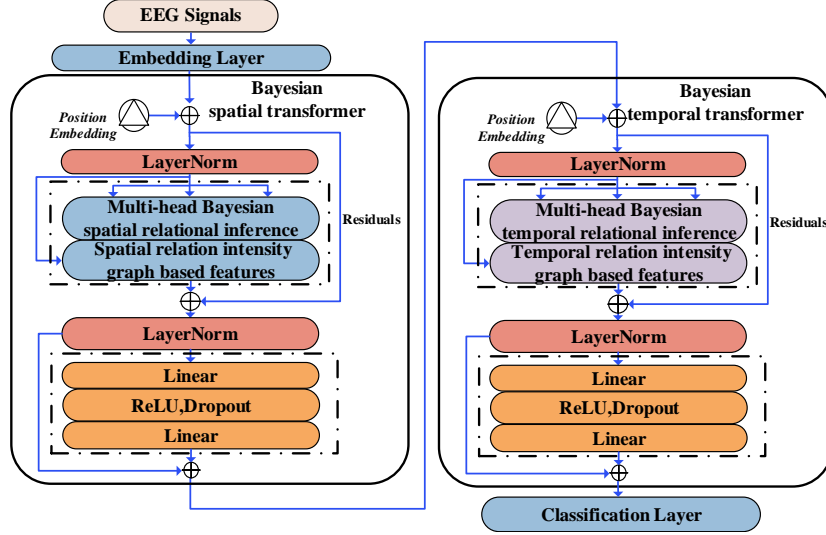 EEG Signals
Embedding Layer
Bayesian
spatial transformer
Position
Embedding
LayerNorm
Multi-head Bayesian
spatial relational inference
Spatial relation intensity
graph based features
Residuals
LayerNorm
Linear
ReLU,Dropout
Linear
Bayesian
temporal transformer
Position
Embedding
LayerNorm
Multi-head Bayesian
temporal relational inference
Temporal relation intensity
graph based features
Residuals
LayerNorm
Linear
ReLU,Dropout
Linear
Classification Layer